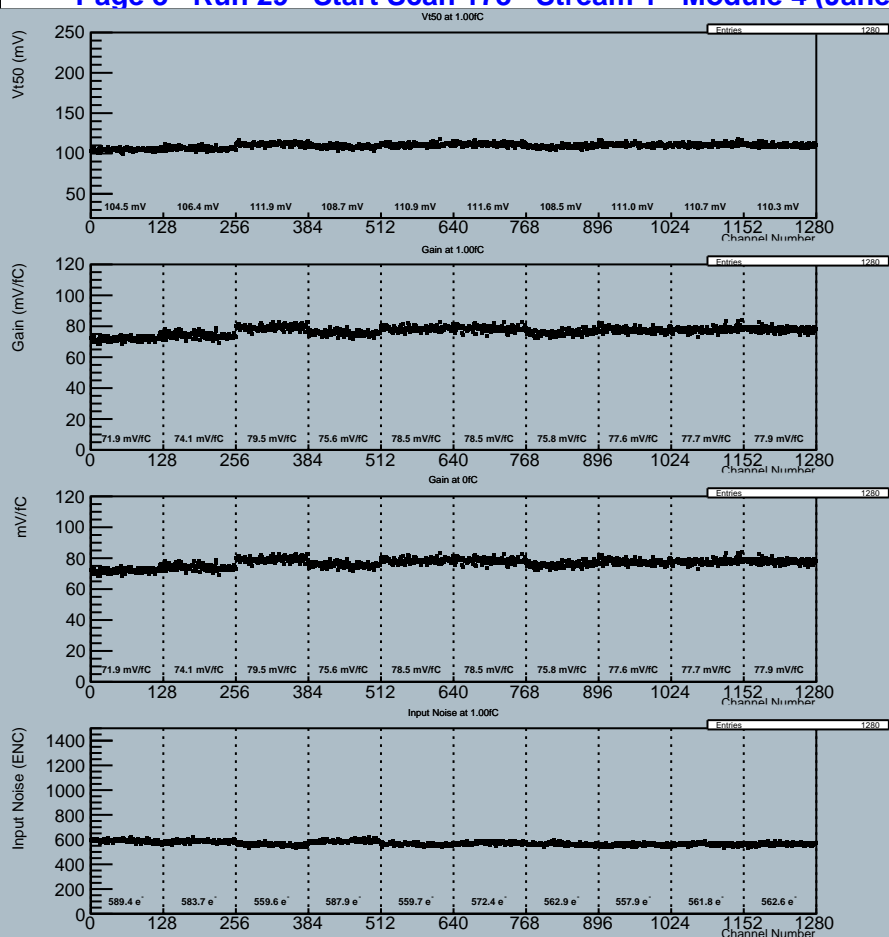 Page 3 - Run 29 - Start Scan 178 - Stream 1 - Module 4 (Jane
Vt50 at 1.00fC
Entries 1280
Vt50 (mV)
250
200
150
100
50
104.5 mV 106.4 mV 111.9 mV 108.7 mV 110.9 mV 111.6 mV 108.5 mV 111.0 mV 110.7 mV 110.3 mV
0 128 256 384 512 640 768 896 1024 1152 1280
Channel Number
Gain at 1.00fC
Entries 1280
Gain (mV/fC)
120
100
80
60
40
20
0
71.9 mV/fC 74.1 mV/fC 79.5 mV/fC 75.6 mV/fC 78.5 mV/fC 78.5 mV/fC 75.8 mV/fC 77.6 mV/fC 77.7 mV/fC 77.9 mV/fC
0 128 256 384 512 640 768 896 1024 1152 1280
Channel Number
Gain at 0fC
Entries 1280
mV/fC
120
100
80
60
40
20
0
71.9 mV/fC 74.1 mV/fC 79.5 mV/fC 75.6 mV/fC 78.5 mV/fC 78.5 mV/fC 75.8 mV/fC 77.6 mV/fC 77.7 mV/fC 77.9 mV/fC
0 128 256 384 512 640 768 896 1024 1152 1280
Channel Number
Input Noise at 1.00fC
Entries 1280
Input Noise (ENC)
1400
1200
1000
800
600
400
200
0
589.4 e⁻ 583.7 e⁻ 559.6 e⁻ 587.9 e⁻ 559.7 e⁻ 572.4 e⁻ 562.9 e⁻ 557.9 e⁻ 561.8 e⁻ 562.6 e⁻
0 128 256 384 512 640 768 896 1024 1152 1280
Channel Number